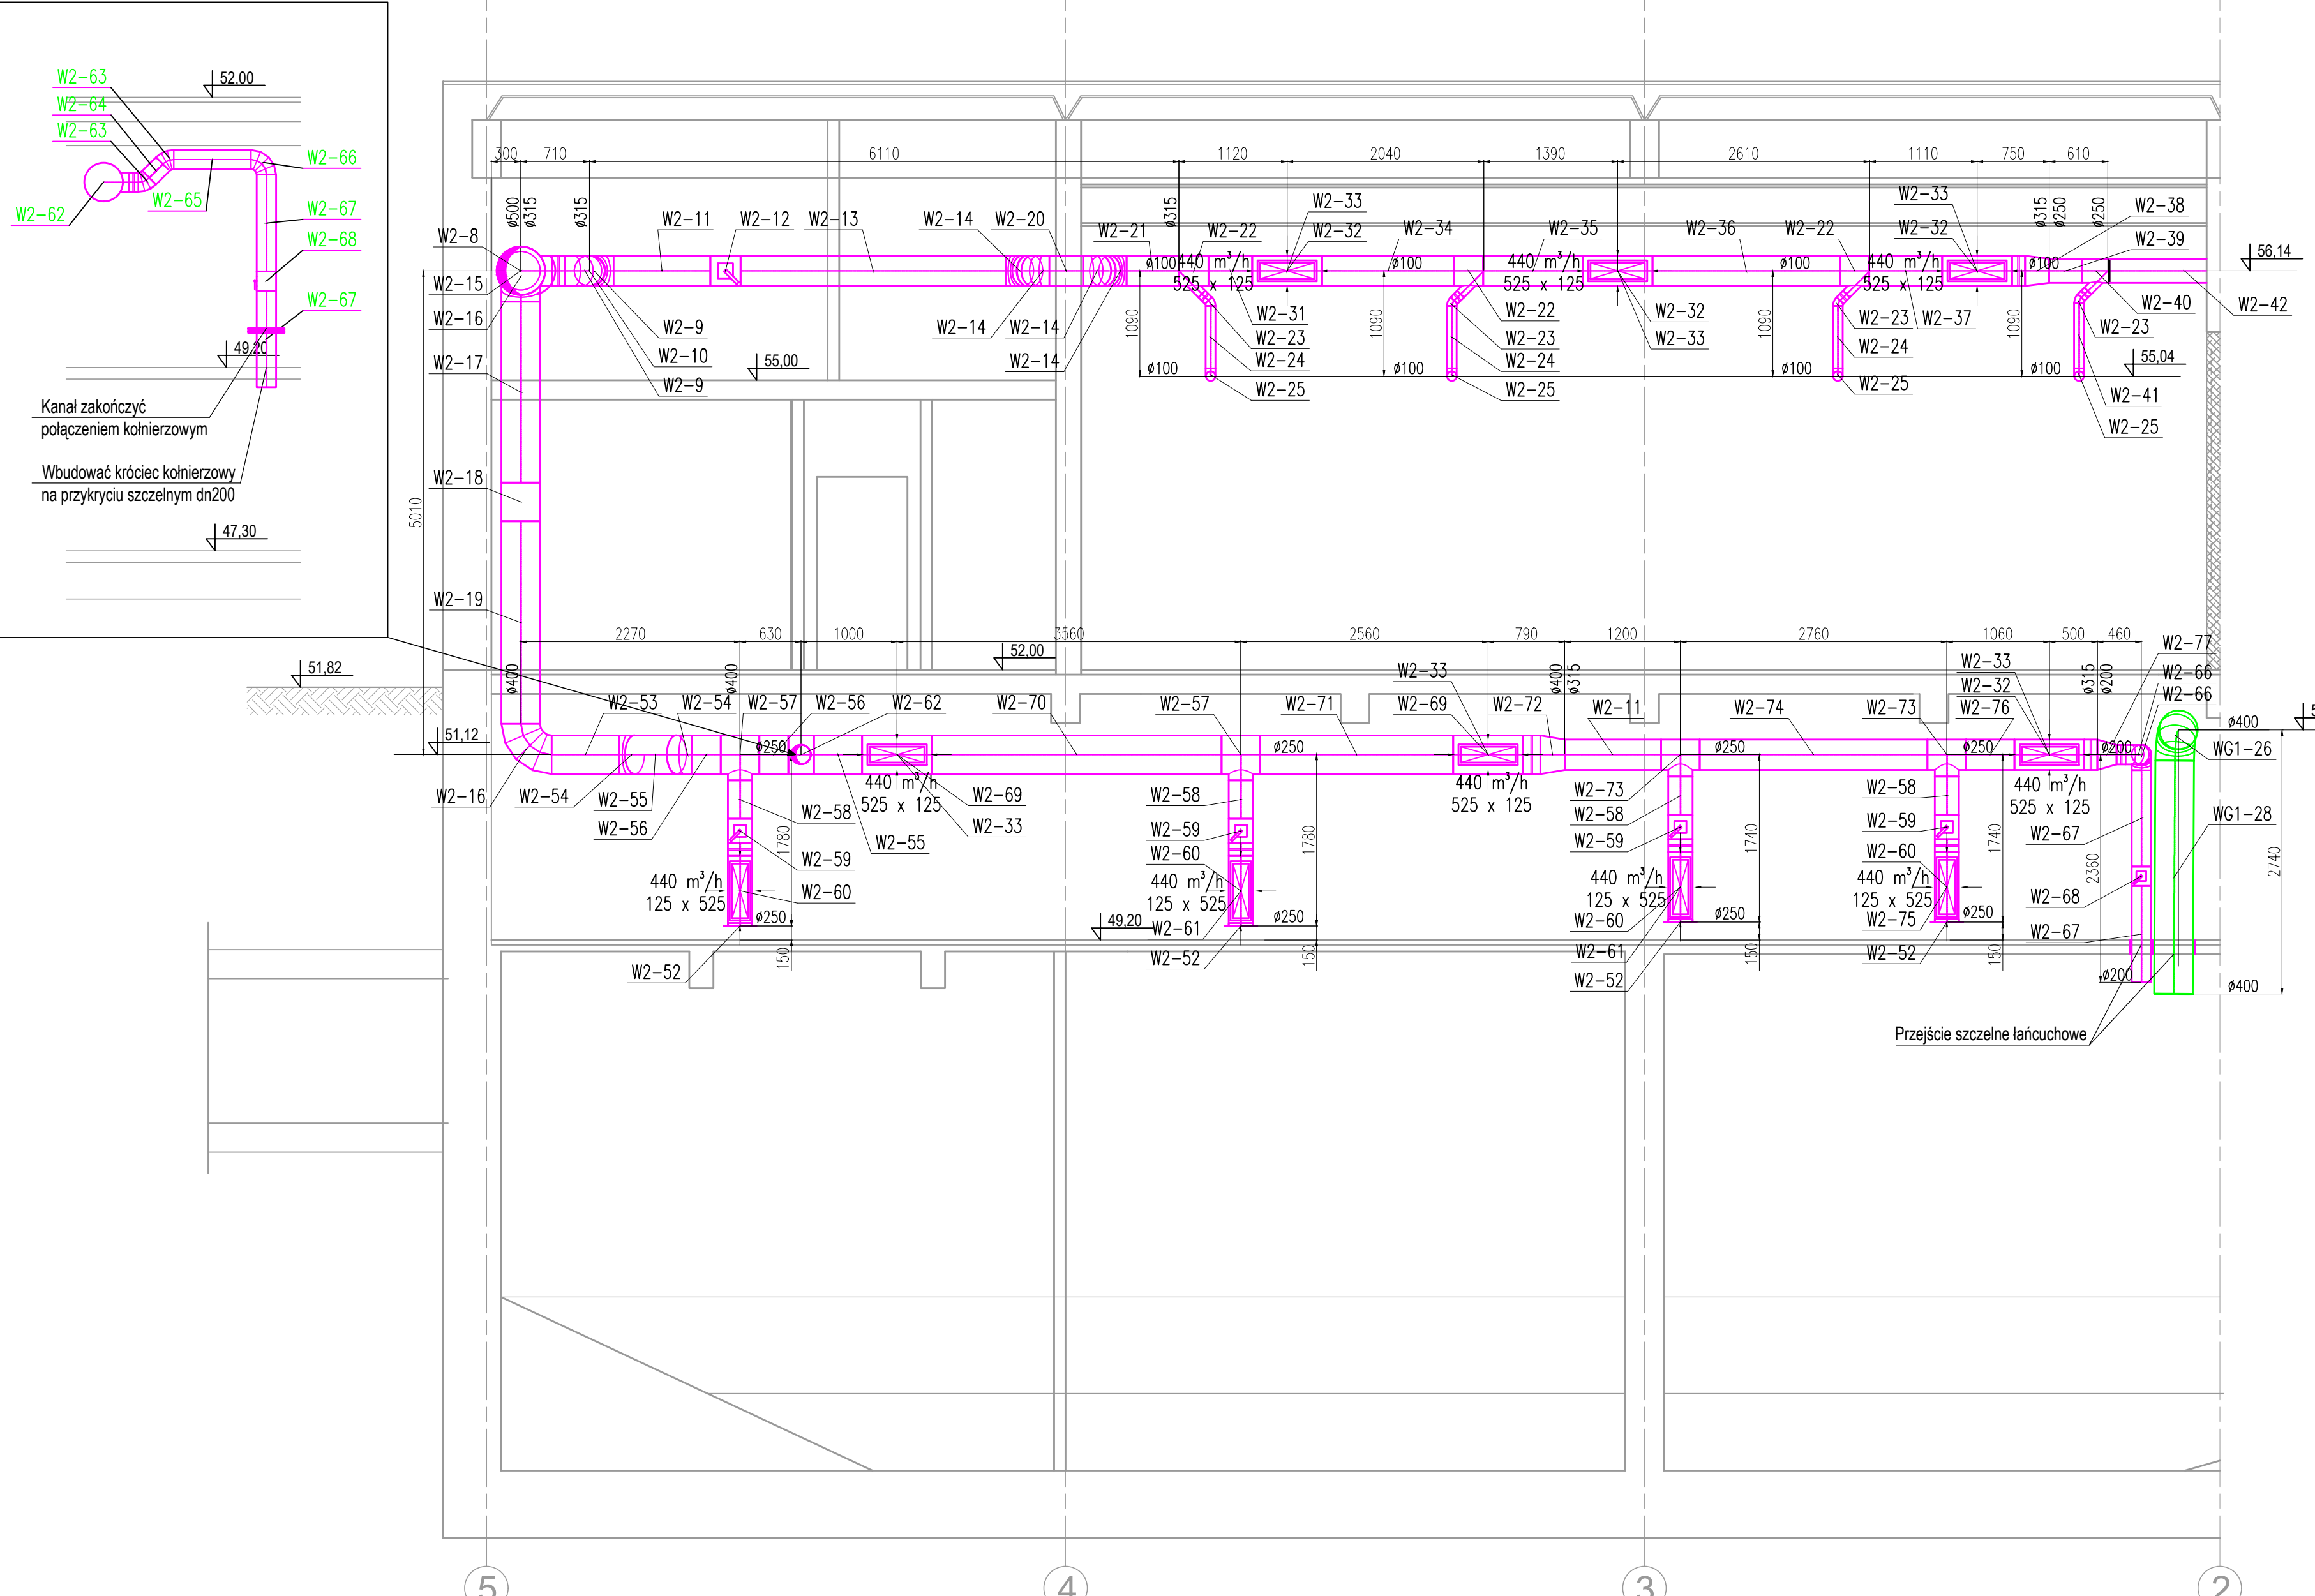 W2-63
52,00
W2-64
W2-63
W2-66
W2-65
W2-67
W2-62
W2-68
W2-67
49,20
Kanał zakończyć
połączeniem kołnierzowym
Wbudować króciec kołnierzowy
na przykryciu szczelnym dn200
47,30
300
710
6110
1120
2040
1390
2610
1110
750
610
ø500
ø315
ø315
ø315
ø315
ø250
ø250
W2-8
W2-11
W2-12
W2-13
W2-14
W2-20
W2-21
W2-22
W2-33
W2-32
W2-34
W2-35
W2-36
W2-22
W2-33
W2-32
W2-38
W2-39
56,14
W2-15
W2-16
ø100
440 m³/h
525 x 125
ø100
440 m³/h
525 x 125
ø100
440 m³/h
525 x 125
ø100
W2-40
W2-42
W2-17
W2-9
W2-10
W2-9
W2-14
W2-14
W2-14
1090
W2-31
W2-23
W2-24
W2-25
1090
W2-22
W2-23
W2-24
W2-25
W2-32
W2-33
1090
W2-23
W2-37
W2-24
W2-25
1090
W2-23
55,04
W2-41
W2-25
55,00
ø100
ø100
ø100
ø100
W2-18
5010
W2-19
2270
630
1000
3560
2560
790
1200
2760
1060
500
460
52,00
51,82
ø400
ø400
ø400
ø315
ø315
ø200
W2-77
W2-66
W2-66
W2-53
W2-54
W2-57
W2-56
W2-62
W2-70
W2-57
W2-71
W2-33
W2-69
W2-72
W2-11
W2-74
W2-73
W2-33
W2-32
W2-76
51,12
ø250
ø250
ø250
ø250
ø200
ø400
5
WG1-26
W2-16
W2-54
W2-55
W2-56
W2-58
W2-55
W2-69
W2-33
440 m³/h
525 x 125
W2-58
W2-59
W2-60
440 m³/h
525 x 125
W2-73
W2-58
W2-59
W2-58
W2-59
W2-60
440 m³/h
525 x 125
W2-67
WG1-28
1780
W2-59
W2-60
440 m³/h
125 x 525
1780
440 m³/h
125 x 525
W2-61
1740
440 m³/h
125 x 525
W2-60
W2-61
1740
440 m³/h
125 x 525
W2-75
2360
W2-68
W2-67
2740
ø250
ø250
ø250
ø250
49,20
W2-52
150
W2-52
150
W2-52
150
W2-52
150
ø200
ø400
Przejście szczelne łańcuchowe
5
4
3
2